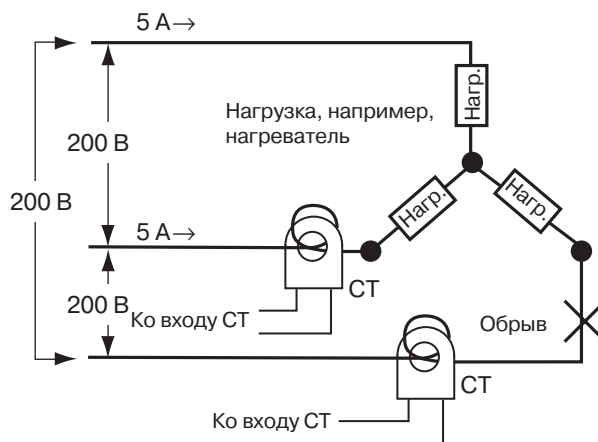 5 А→
Нагр.
Нагрузка, например,
нагреватель
200 В
200 В
Нагр.
Нагр.
5 А→
СТ
200 В
Ко входу СТ
Обрыв
СТ
Ко входу СТ